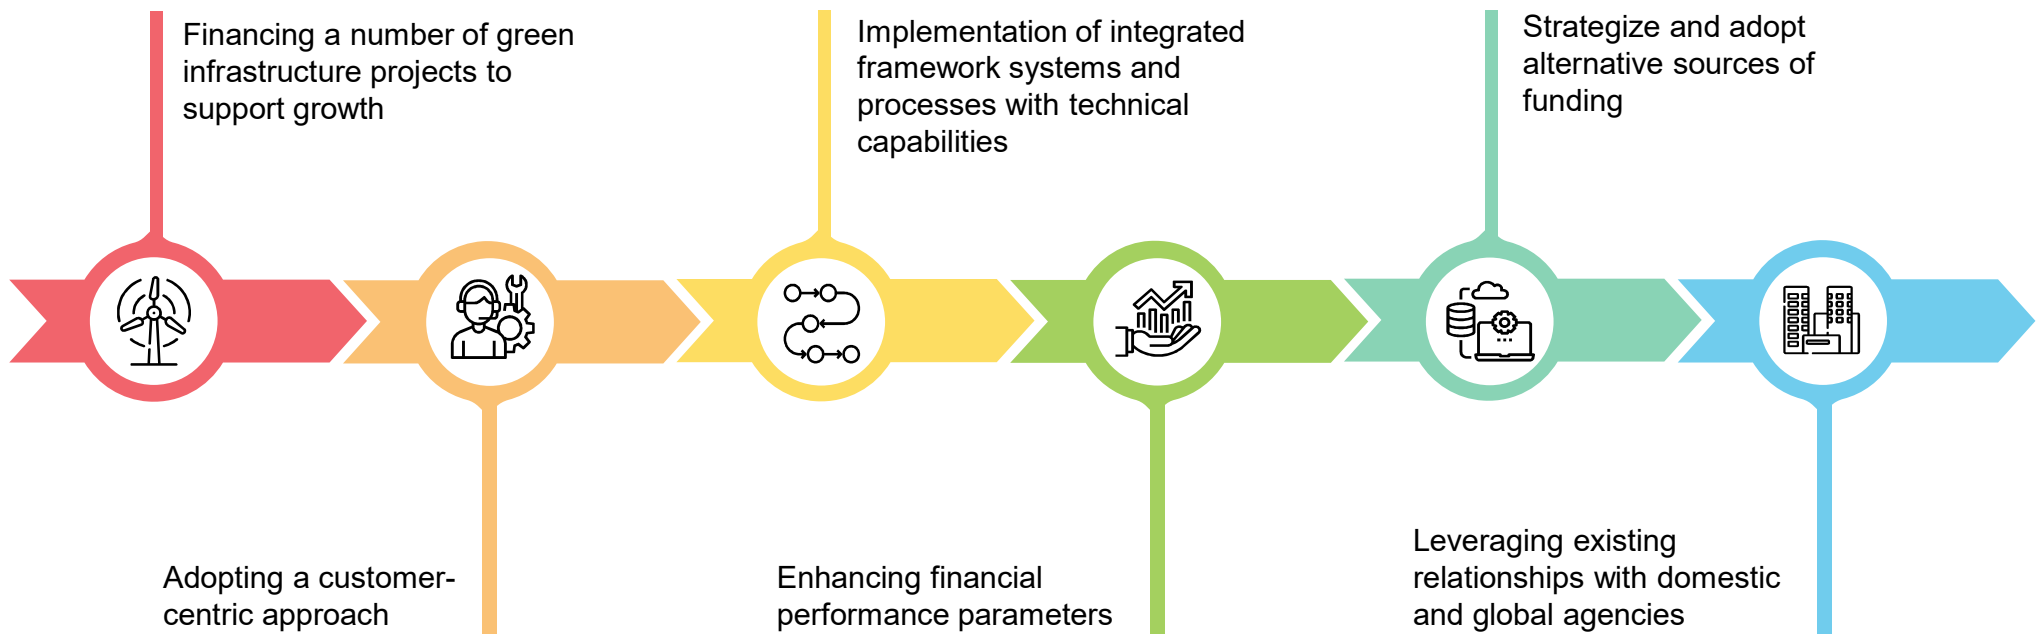 Financing a number of green
infrastructure projects to
support growth
Adopting a customer-
centric approach
Implementation of integrated
framework systems and
processes with technical
capabilities
Enhancing financial
performance parameters
Strategize and adopt
alternative sources of
funding
Leveraging existing
relationships with domestic
and global agencies